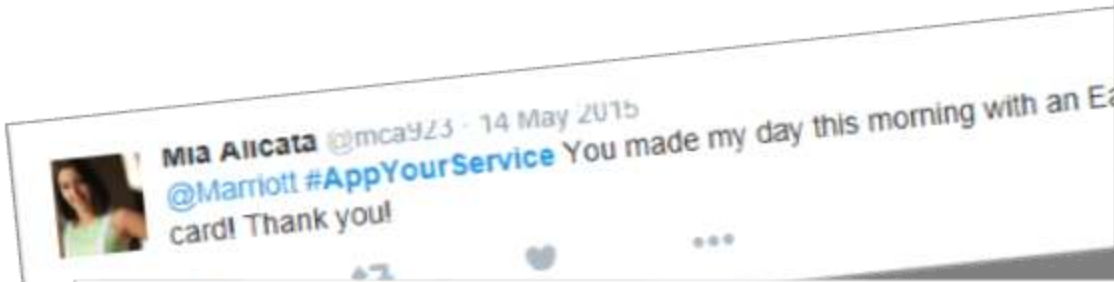 Mia Alicata @mca923 · 14 May 2015
@Marriott #AppYourService You made my day this morning with an
card! Thank you!